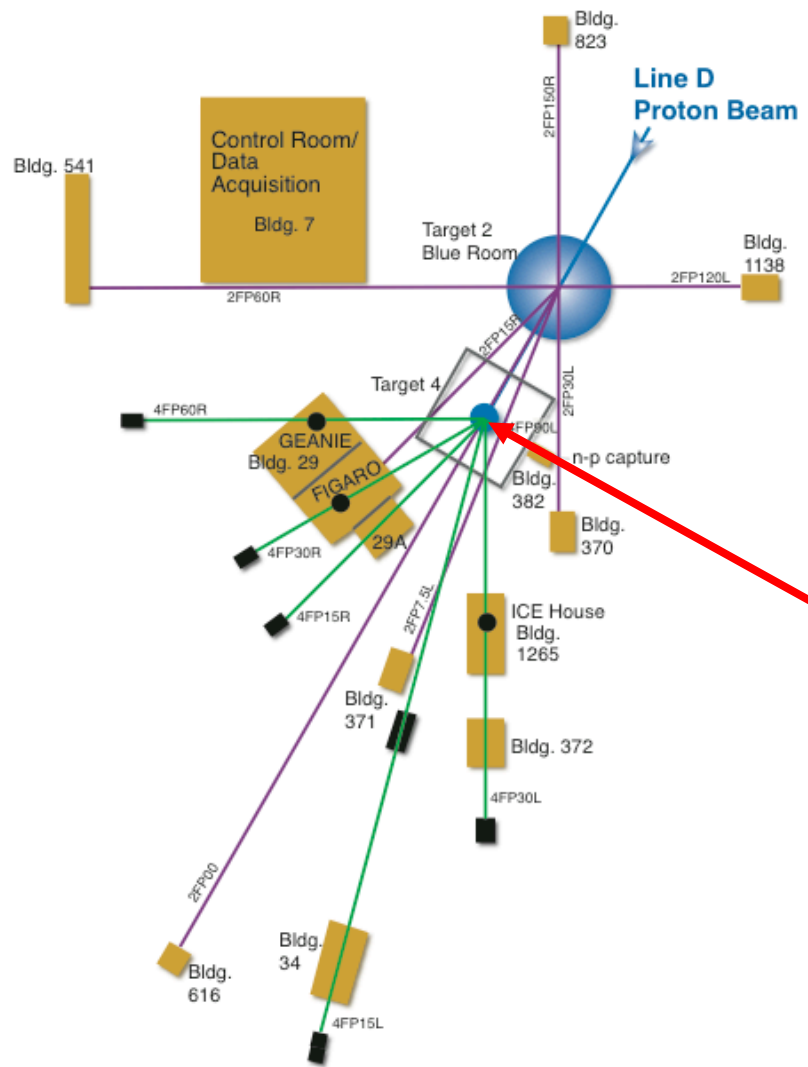 Bldg.
823
Line D
Proton Beam
2FP150R
Control Room/
Data
Acquisition
Bldg. 7
Bldg. 541
Target 2
Blue Room
Bldg.
1138
2FP120L
2FP60R
2FP15R
2FP30L
Target 4
4FP60R
GEANIE
Bldg. 29
FIGARO
29A
2FP90L
n-p capture
Bldg.
382
Bldg.
370
4FP30R
4FP15R
2FP7.5L
ICE House
Bldg.
1265
Bldg.
371
Bldg. 372
4FP30L
2FP00
Bldg.
34
Bldg.
616
4FP15L